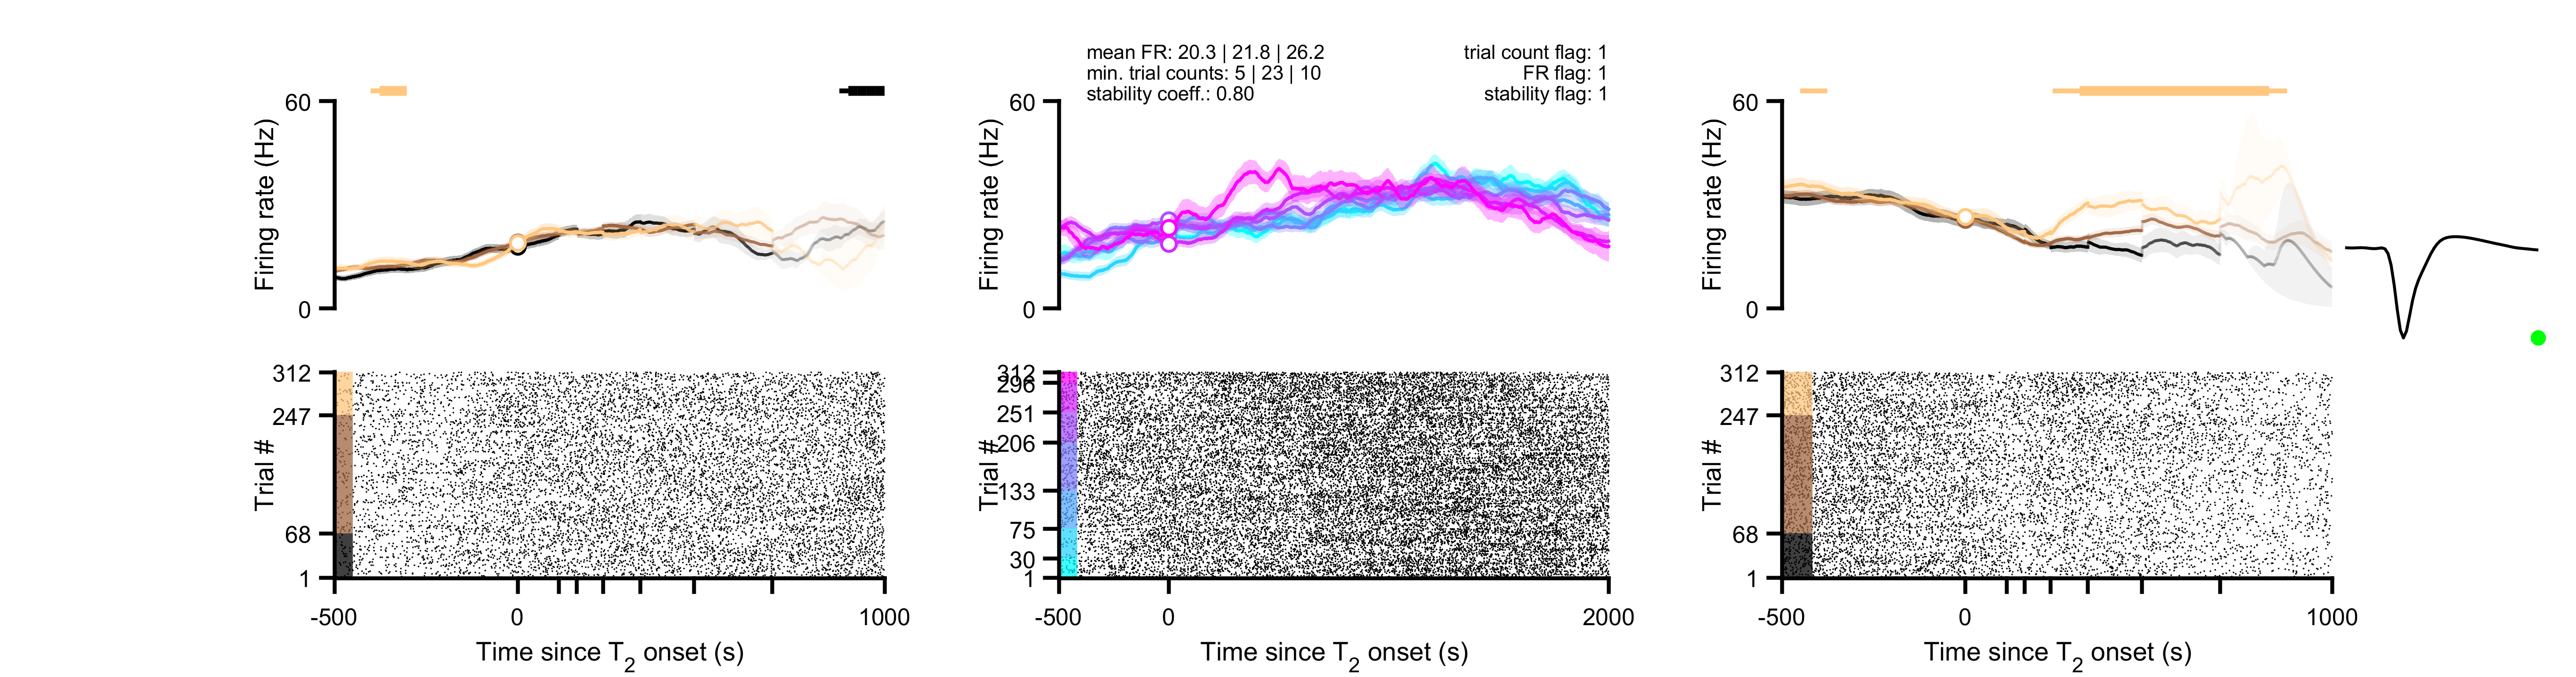 mean FR: 20.3 | 21.8 | 26.2
min. trial counts: 5 | 23 | 10
stability coeff.: 0.80
trial count flag: 1
FR flag: 1
stability flag: 1
60
Firing rate (Hz)
0
60
Firing rate (Hz)
0
60
Firing rate (Hz)
0
312
247
Trial #
68
1
-500
0
1000
Time since T2 onset (s)
312
296
251
206
Trial #
133
75
30
1
-500
0
2000
Time since T2 onset (s)
312
247
Trial #
68
1
-500
0
1000
Time since T2 onset (s)